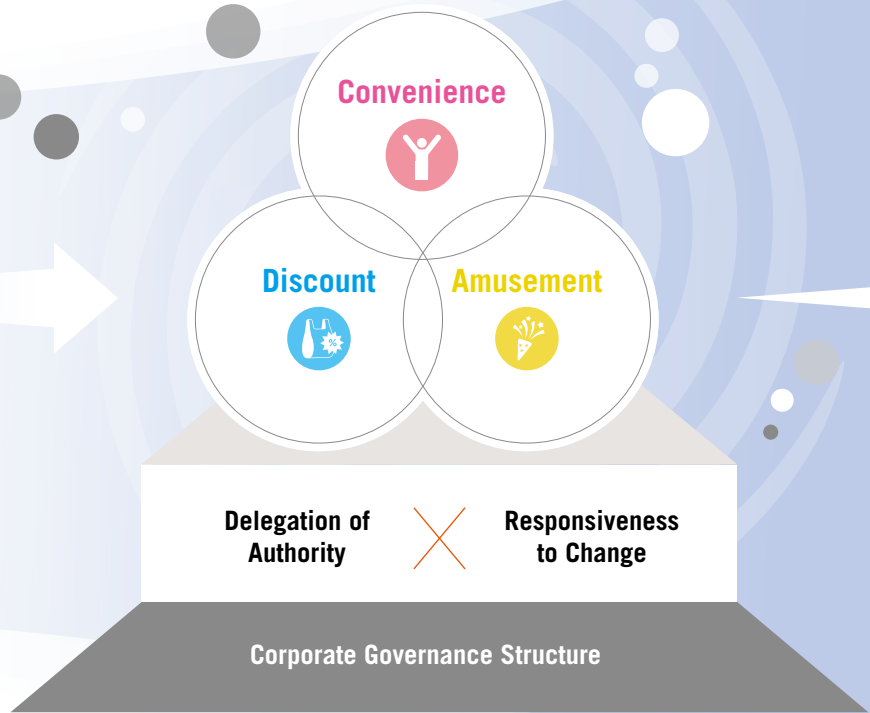 Convenience
Discount
Amusement
%
Delegation of
Authority
Responsiveness
to Change
Corporate Governance Structure